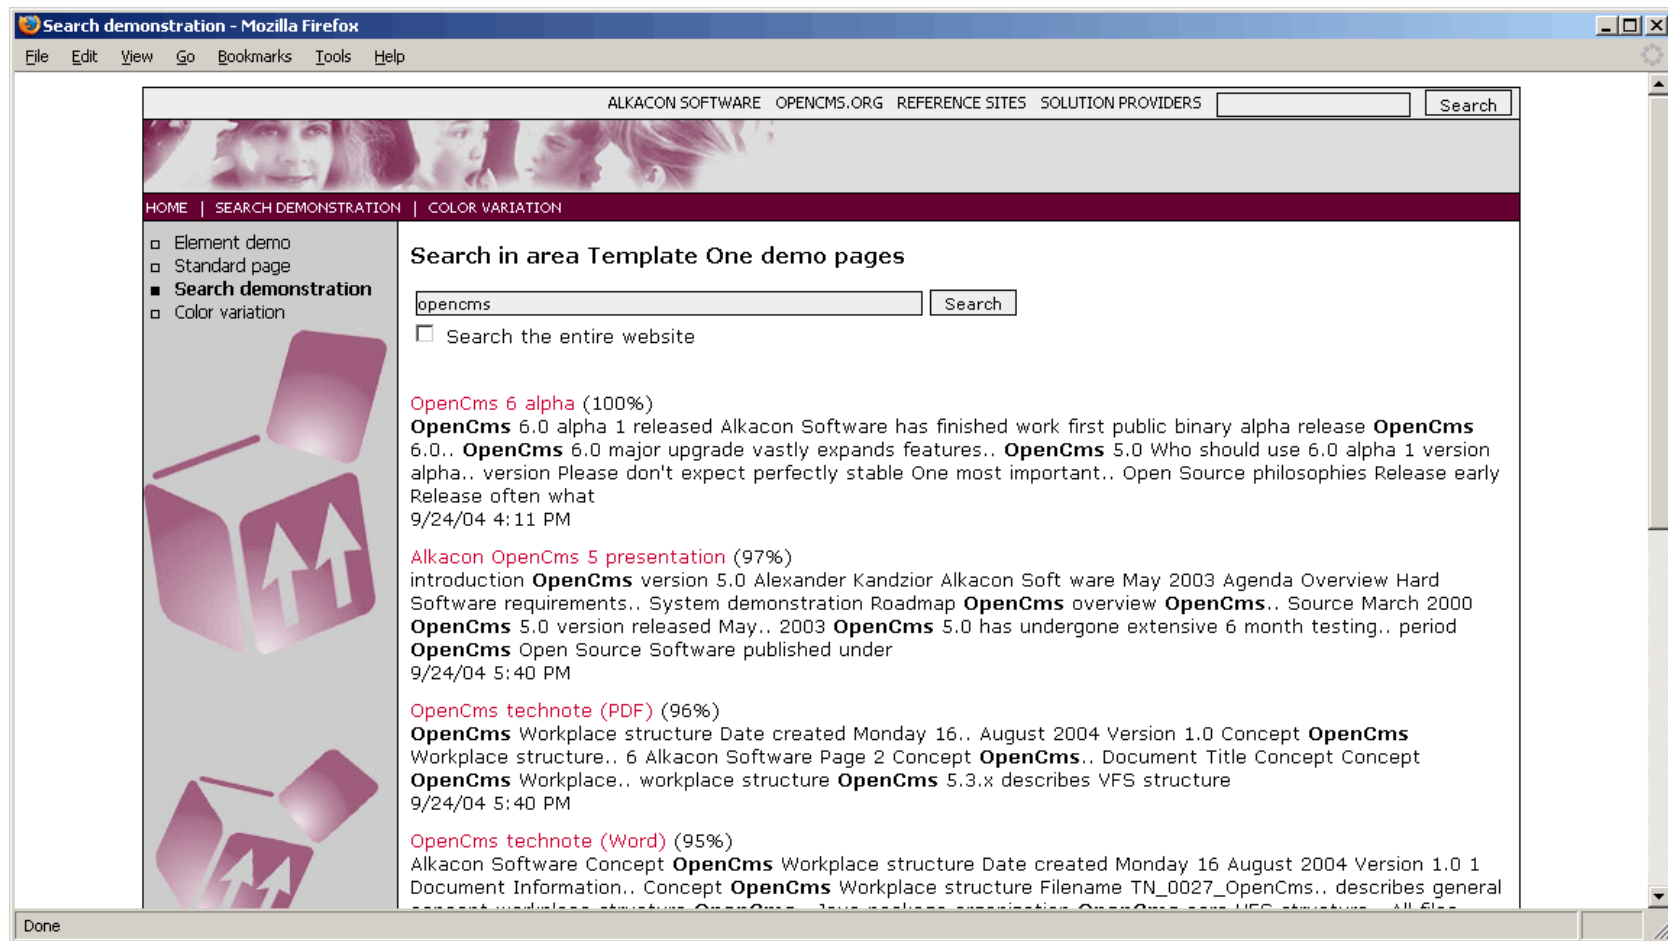 Search demonstration - Mozilla Firefox
File Edit View Go Bookmarks Tools Help
ALKACON SOFTWARE OPENCMS.ORG REFERENCE SITES SOLUTION PROVIDERS Search
HOME | SEARCH DEMONSTRATION | COLOR VARIATION
Element demo
Standard page
Search demonstration
Color variation
Search in area Template One demo pages
opencms Search
Search the entire website
OpenCms 6 alpha (100%)
OpenCms 6.0 alpha 1 released Alkacon Software has finished work first public binary alpha release OpenCms
6.0.. OpenCms 6.0 major upgrade vastly expands features.. OpenCms 5.0 Who should use 6.0 alpha 1 version
alpha.. version Please don't expect perfectly stable One most important.. Open Source philosophies Release early
Release often what
9/24/04 4:11 PM
Alkacon OpenCms 5 presentation (97%)
introduction OpenCms version 5.0 Alexander Kandzior Alkacon Soft ware May 2003 Agenda Overview Hard
Software requirements.. System demonstration Roadmap OpenCms overview OpenCms.. Source March 2000
OpenCms 5.0 version released May.. 2003 OpenCms 5.0 has undergone extensive 6 month testing.. period
OpenCms Open Source Software published under
9/24/04 5:40 PM
OpenCms technote (PDF) (96%)
OpenCms Workplace structure Date created Monday 16.. August 2004 Version 1.0 Concept OpenCms
Workplace structure.. 6 Alkacon Software Page 2 Concept OpenCms.. Document Title Concept Concept
OpenCms Workplace.. workplace structure OpenCms 5.3.x describes VFS structure
9/24/04 5:40 PM
OpenCms technote (Word) (95%)
Alkacon Software Concept OpenCms Workplace structure Date created Monday 16 August 2004 Version 1.0 1
Document Information.. Concept OpenCms Workplace structure Filename TN_0027_OpenCms.. describes general
Done